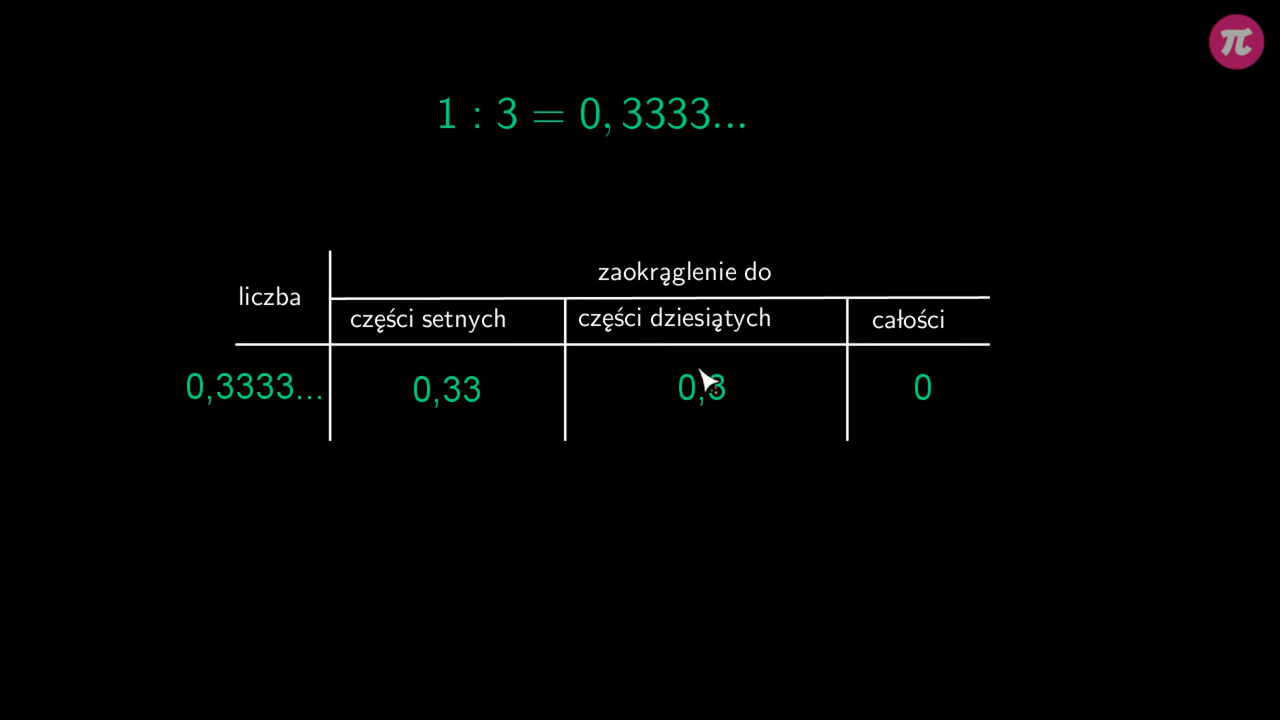 π
1 : 3 = 0,3333...
zaokrąglenie do
liczba
części setnych części dziesiątych całości
0,3333... 0,33 0,3 0